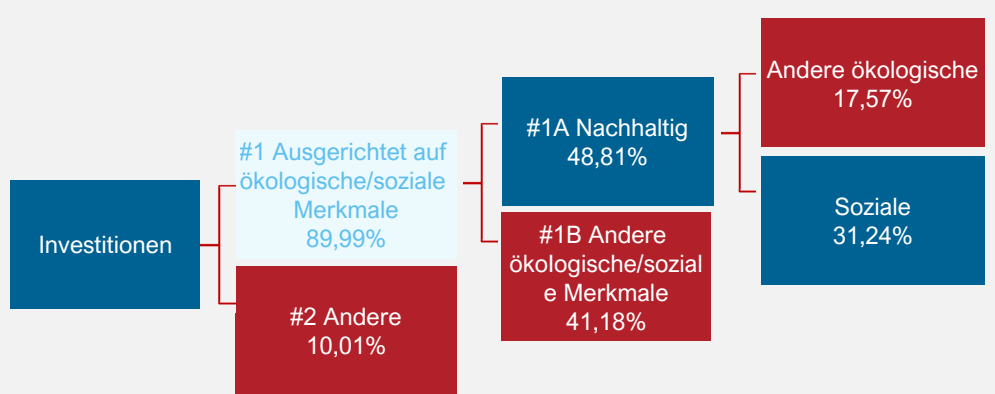 Investitionen
#1 Ausgerichtet auf
ökologische/soziale
Merkmale
89,99%
#2 Andere
10,01%
#1A Nachhaltig
48,81%
#1B Andere
ökologische/sozial
e Merkmale
41,18%
Andere ökologische
17,57%
Soziale
31,24%